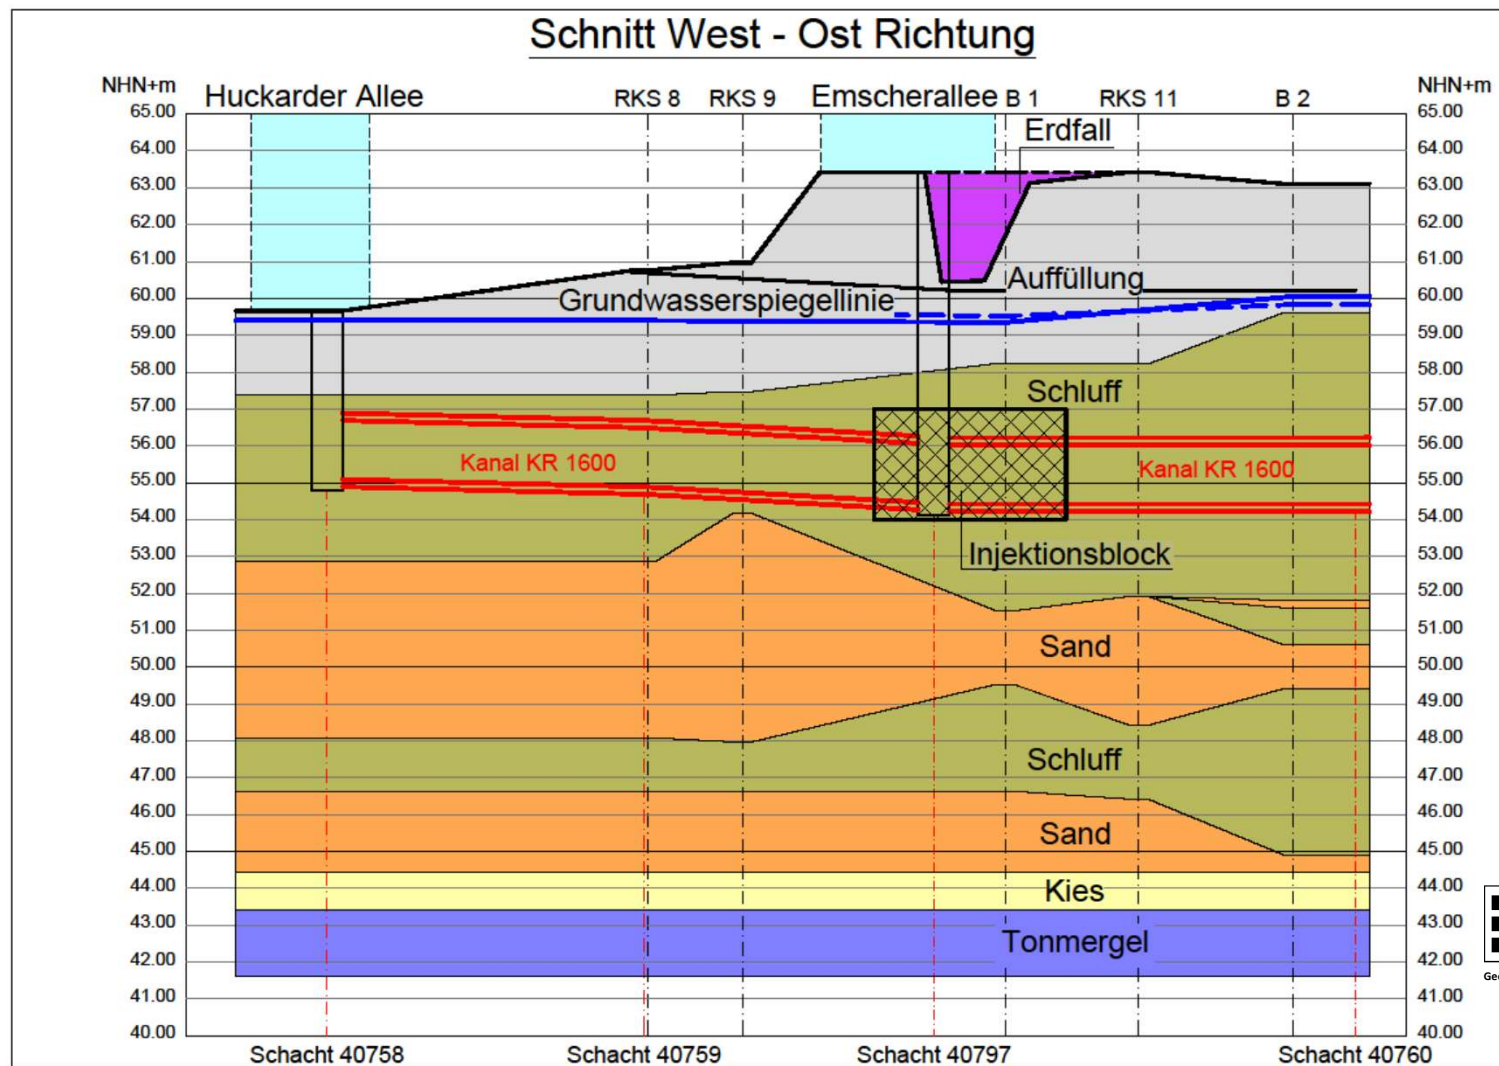 Schnitt West - Ost Richtung
NHN+m
Huckarder Allee
RKS 8
RKS 9
Emscherallee
B 1
RKS 11
B 2
NHN+m
65.00
65.00
Erdfall
64.00
64.00
63.00
63.00
62.00
62.00
61.00
61.00
Auffüllung
60.00
Grundwasserspiegellinie
60.00
59.00
59.00
58.00
58.00
Schluff
57.00
57.00
56.00
56.00
Kanal KR 1600
Kanal KR 1600
55.00
55.00
54.00
54.00
Injektionsblock
53.00
53.00
52.00
52.00
51.00
51.00
Sand
50.00
50.00
49.00
49.00
48.00
48.00
Schluff
47.00
47.00
46.00
46.00
Sand
45.00
45.00
44.00
Kies
44.00
43.00
43.00
Tonmergel
42.00
42.00
41.00
41.00
40.00
40.00
Schacht 40758
Schacht 40759
Schacht 40797
Schacht 40760